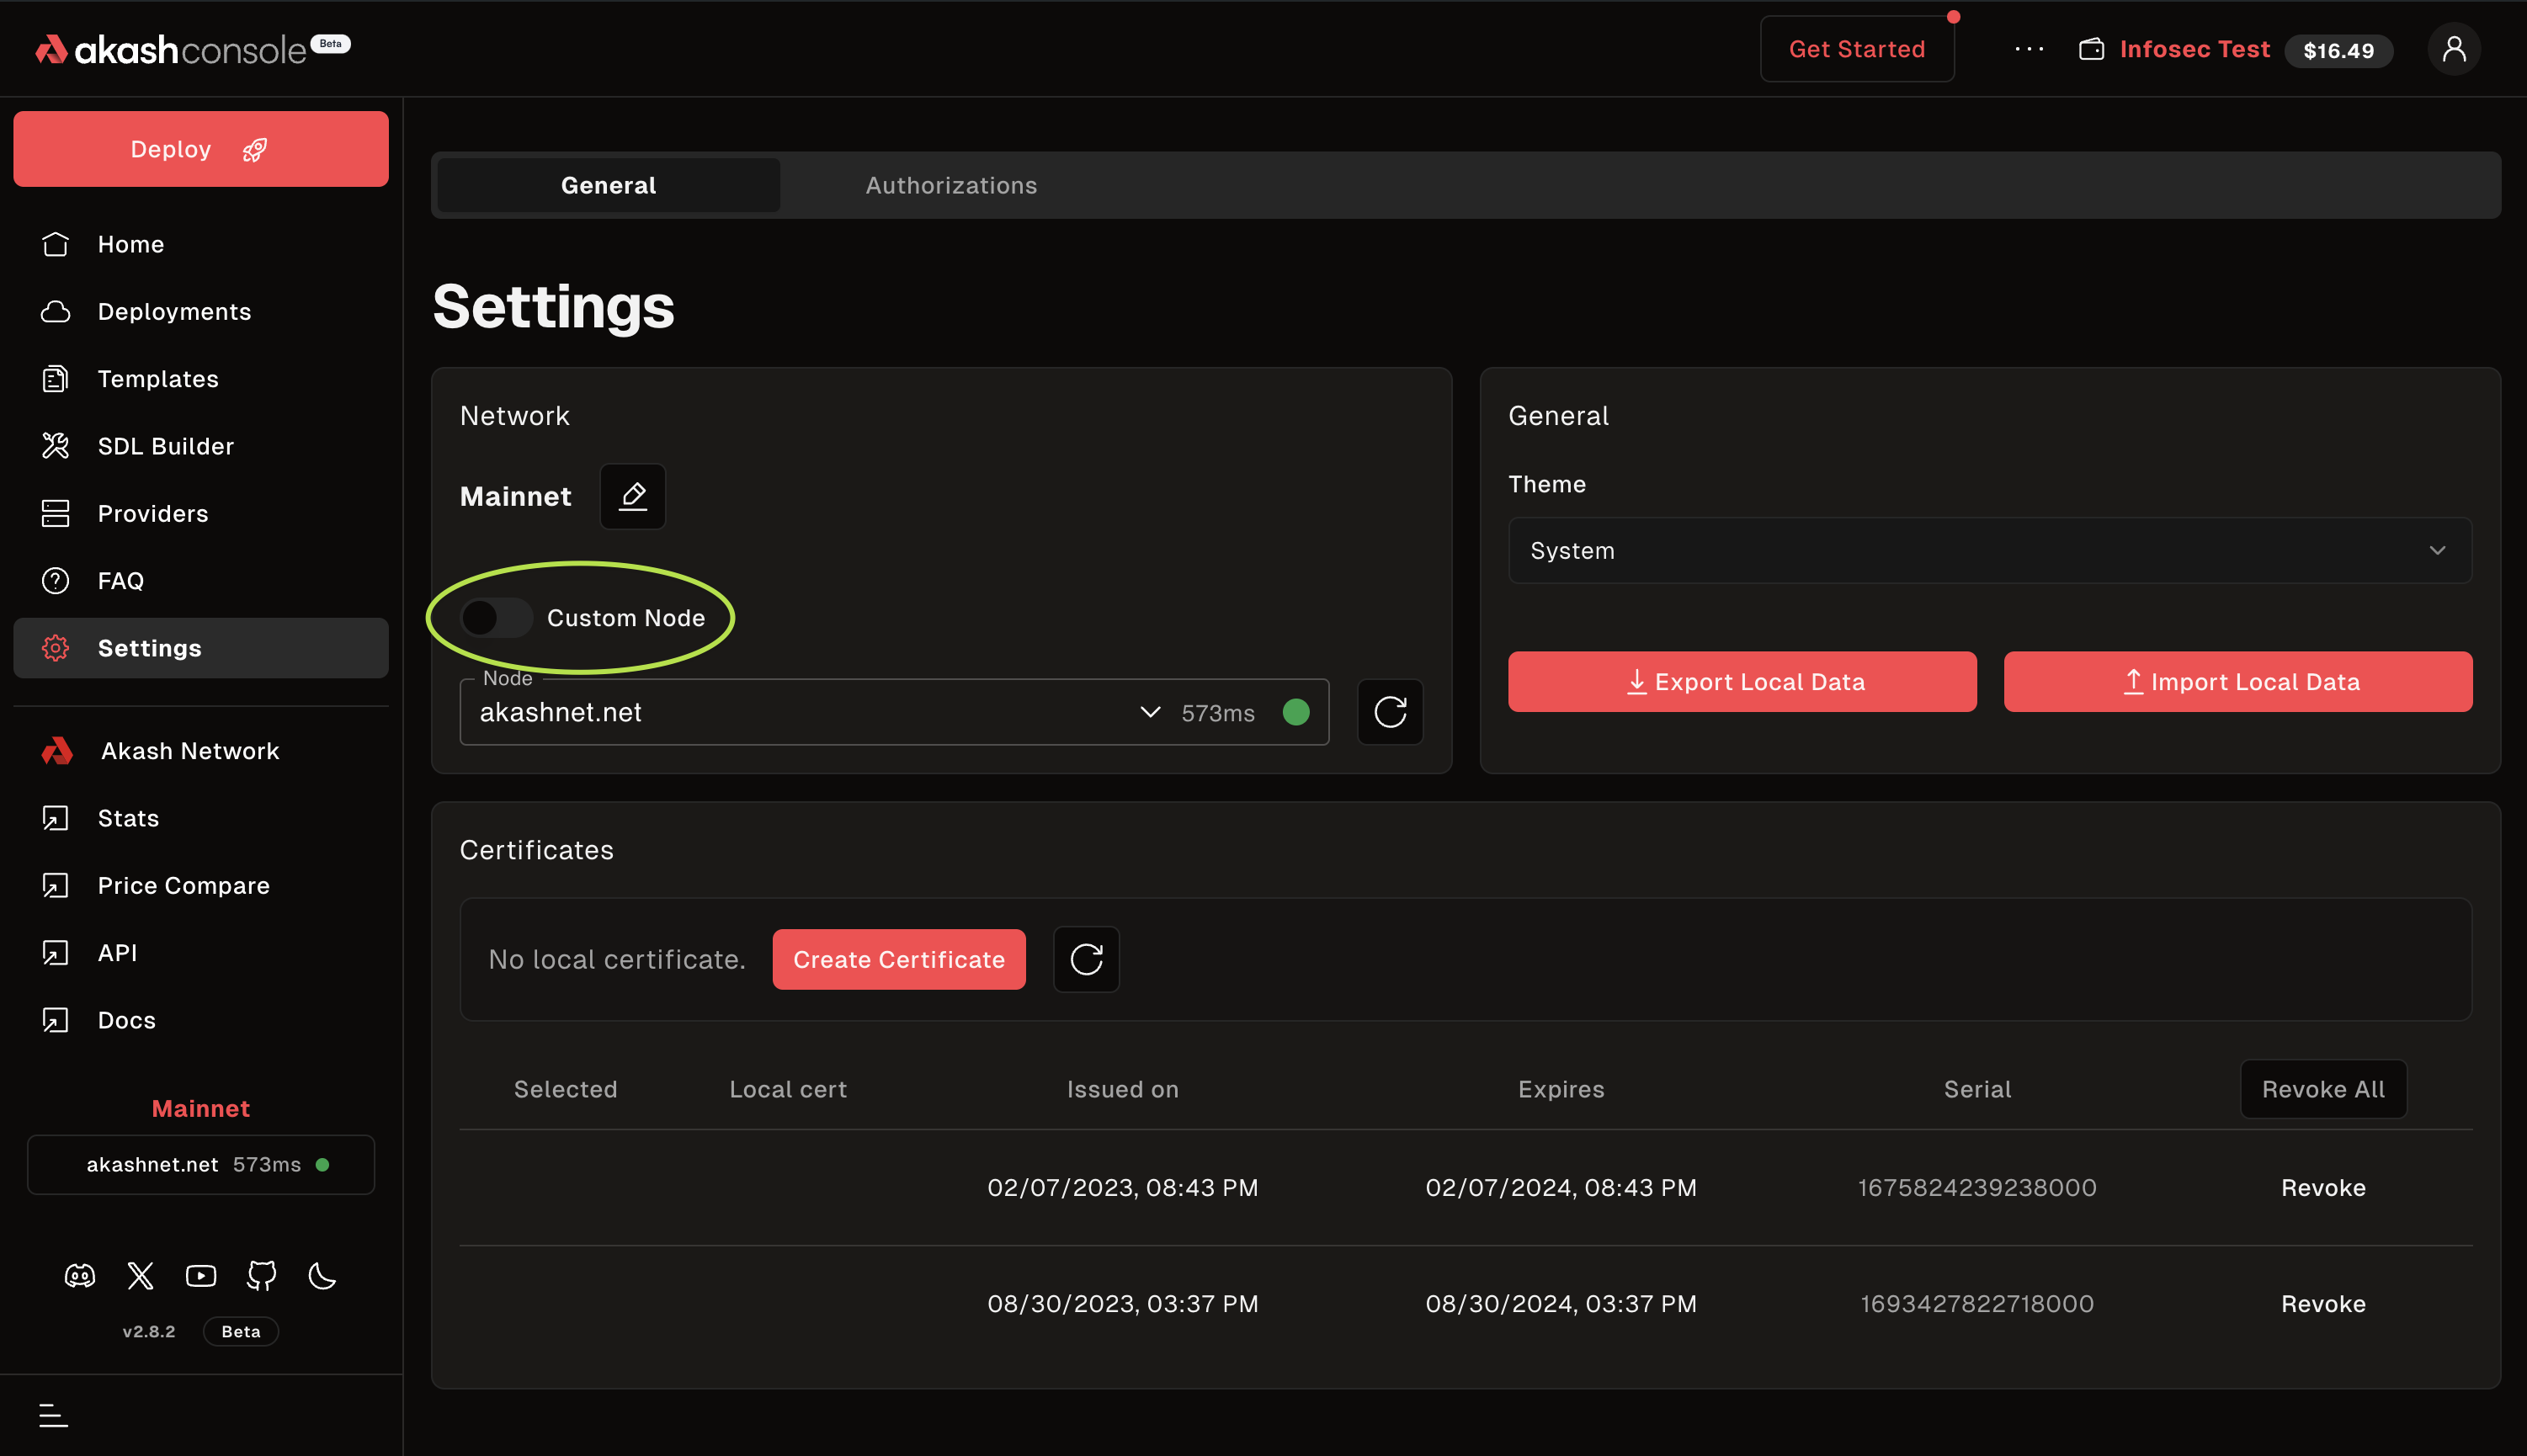 akashconsole Beta
Get Started
...
Infosec Test $16.49
Deploy
Home
Deployments
Templates
SDL Builder
Providers
FAQ
Settings
Akash Network
Stats
Price Compare
API
Docs
Mainnet
akashnet.net 573ms
v2.8.2 Beta
General Authorizations
Settings
Network
Mainnet
Custom Node
Node
akashnet.net 573ms
General
Theme
System
Export Local Data Import Local Data
Certificates
No local certificate. Create Certificate
Selected Local cert Issued on Expires Serial Revoke All
02/07/2023, 08:43 PM 02/07/2024, 08:43 PM 1675824239238000 Revoke
08/30/2023, 03:37 PM 08/30/2024, 03:37 PM 1693427822718000 Revoke